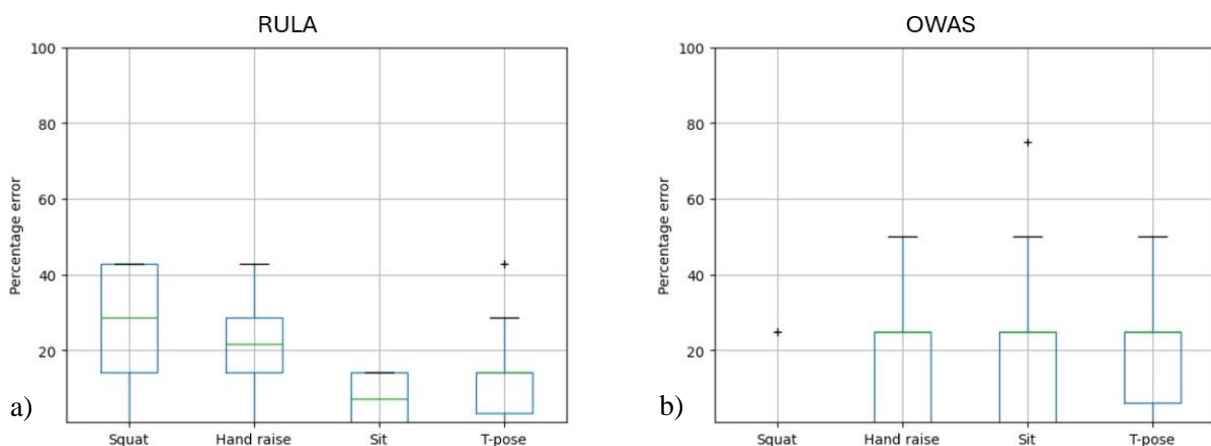 RULA
100
80
60
40
20
Percentage error
Squat Hand raise Sit T-pose
a)
OWAS
100
80
60
40
20
Percentage error
Squat Hand raise Sit T-pose
b)